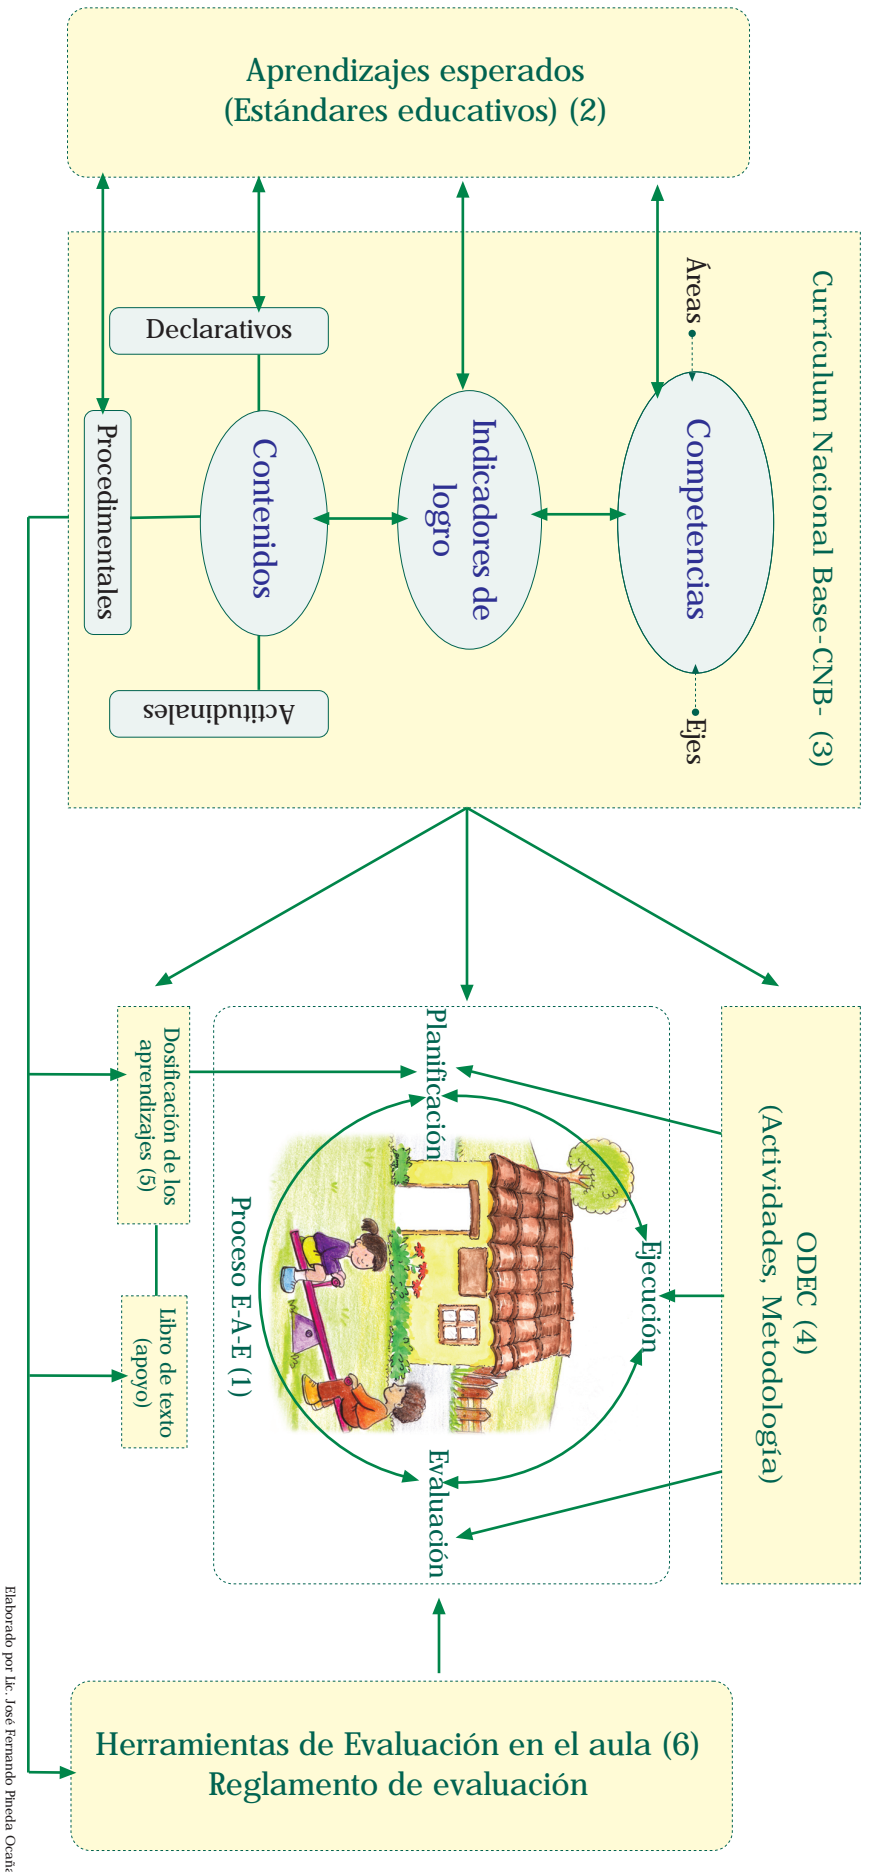 Aprendizajes esperados
(Estándares educativos) (2)
Currículum Nacional Base-CNB- (3)
Áreas
Competencias
Ejes
Indicadores de
logro
Declarativos
Contenidos
Actitudinales
Procedimentales
ODEC (4)
(Actividades, Metodología)
Planificación
Ejecución
Evaluación
Proceso E-A-E (1)
Dosificación de los
aprendizajes (5)
Libro de texto
(apoyo)
Herramientas de Evaluación en el aula (6)
Reglamento de evaluación
Elaborado por Lic. José Fernando Pineda Ocaña